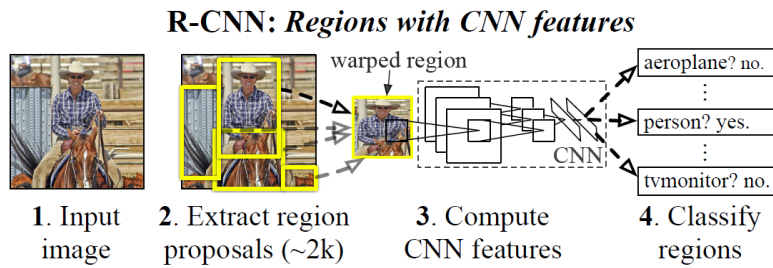 R-CNN: Regions with CNN features
warped region
aeroplane? no.
⋮
person? yes.
⋮
tvmonitor? no.
CNN
1. Input
image
2. Extract region
proposals (~2k)
3. Compute
CNN features
4. Classify
regions